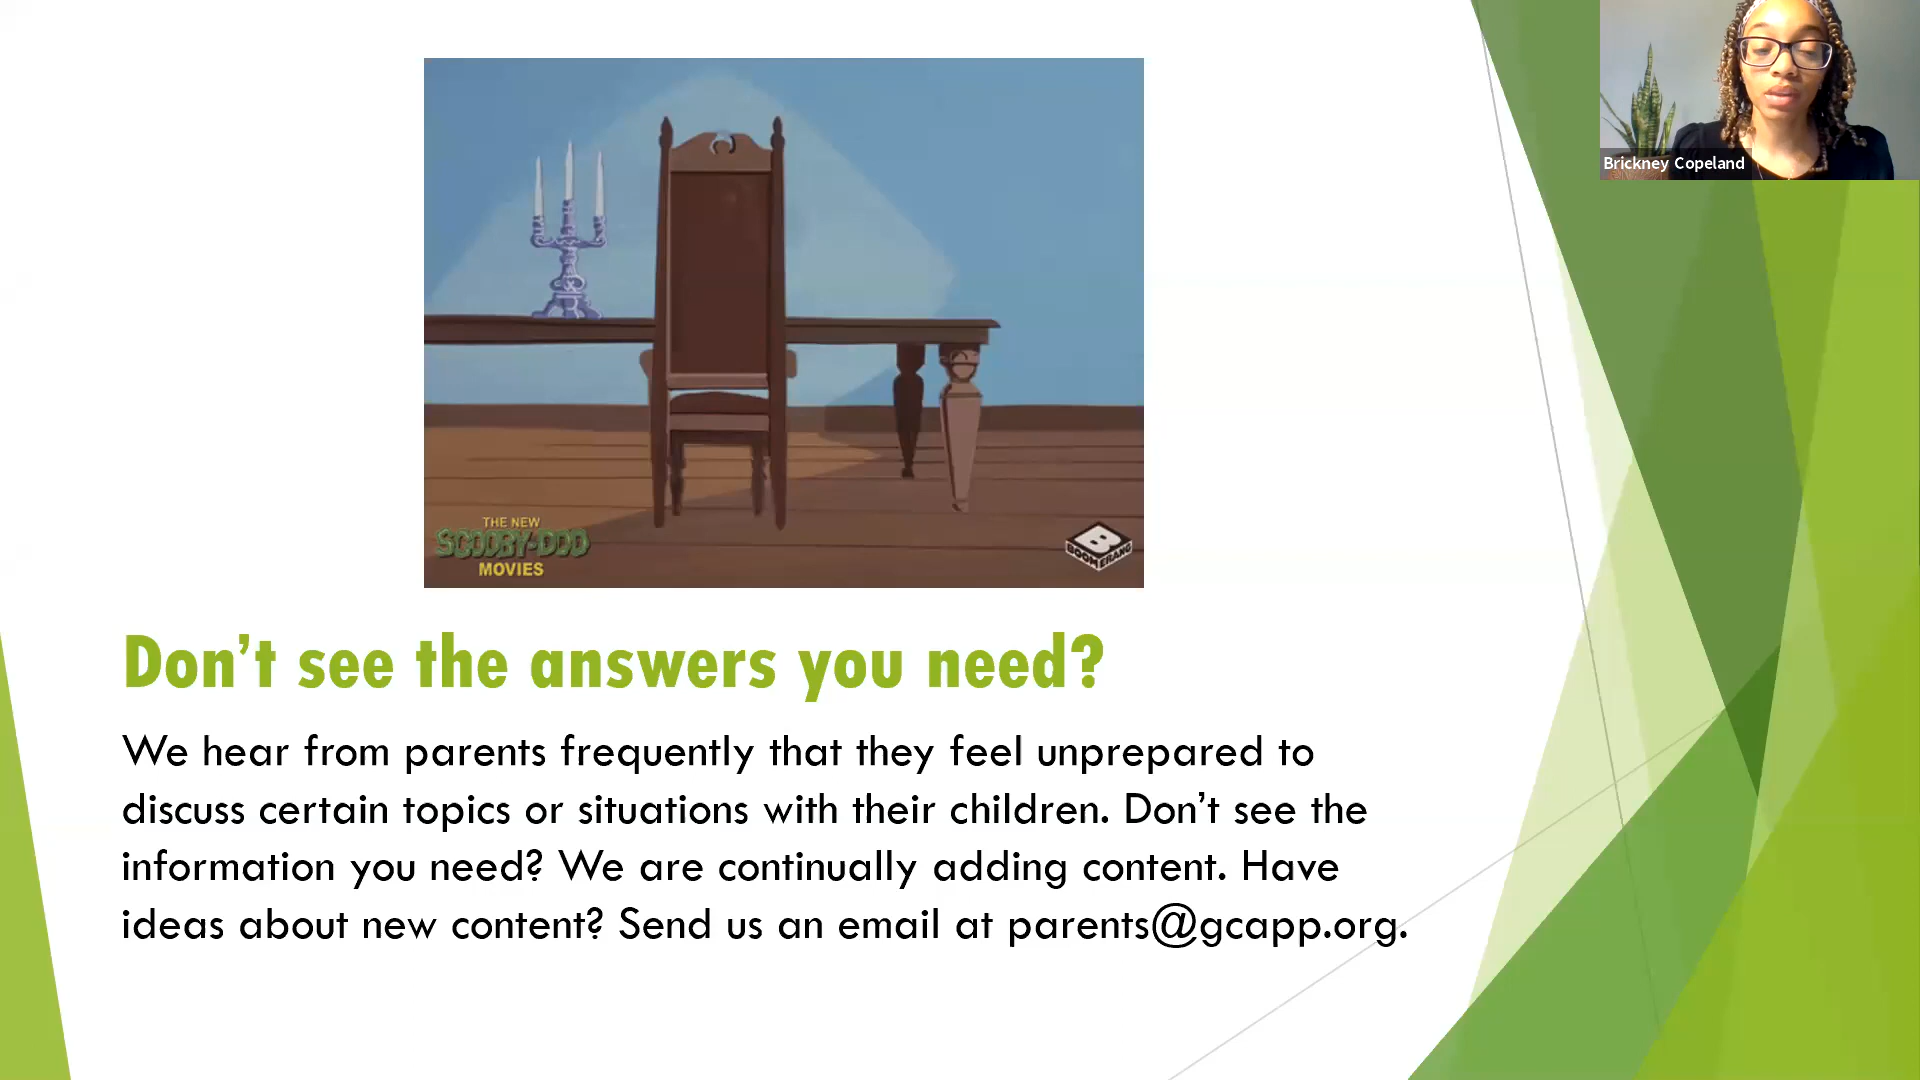 Brickney Copeland
THE NEW
SCOOBY-DOO
MOVIES
B
BOOMERANG
Don’t see the answers you need?
We hear from parents frequently that they feel unprepared to
discuss certain topics or situations with their children. Don’t see the
information you need? We are continually adding content. Have
ideas about new content? Send us an email at parents@gcapp.org.